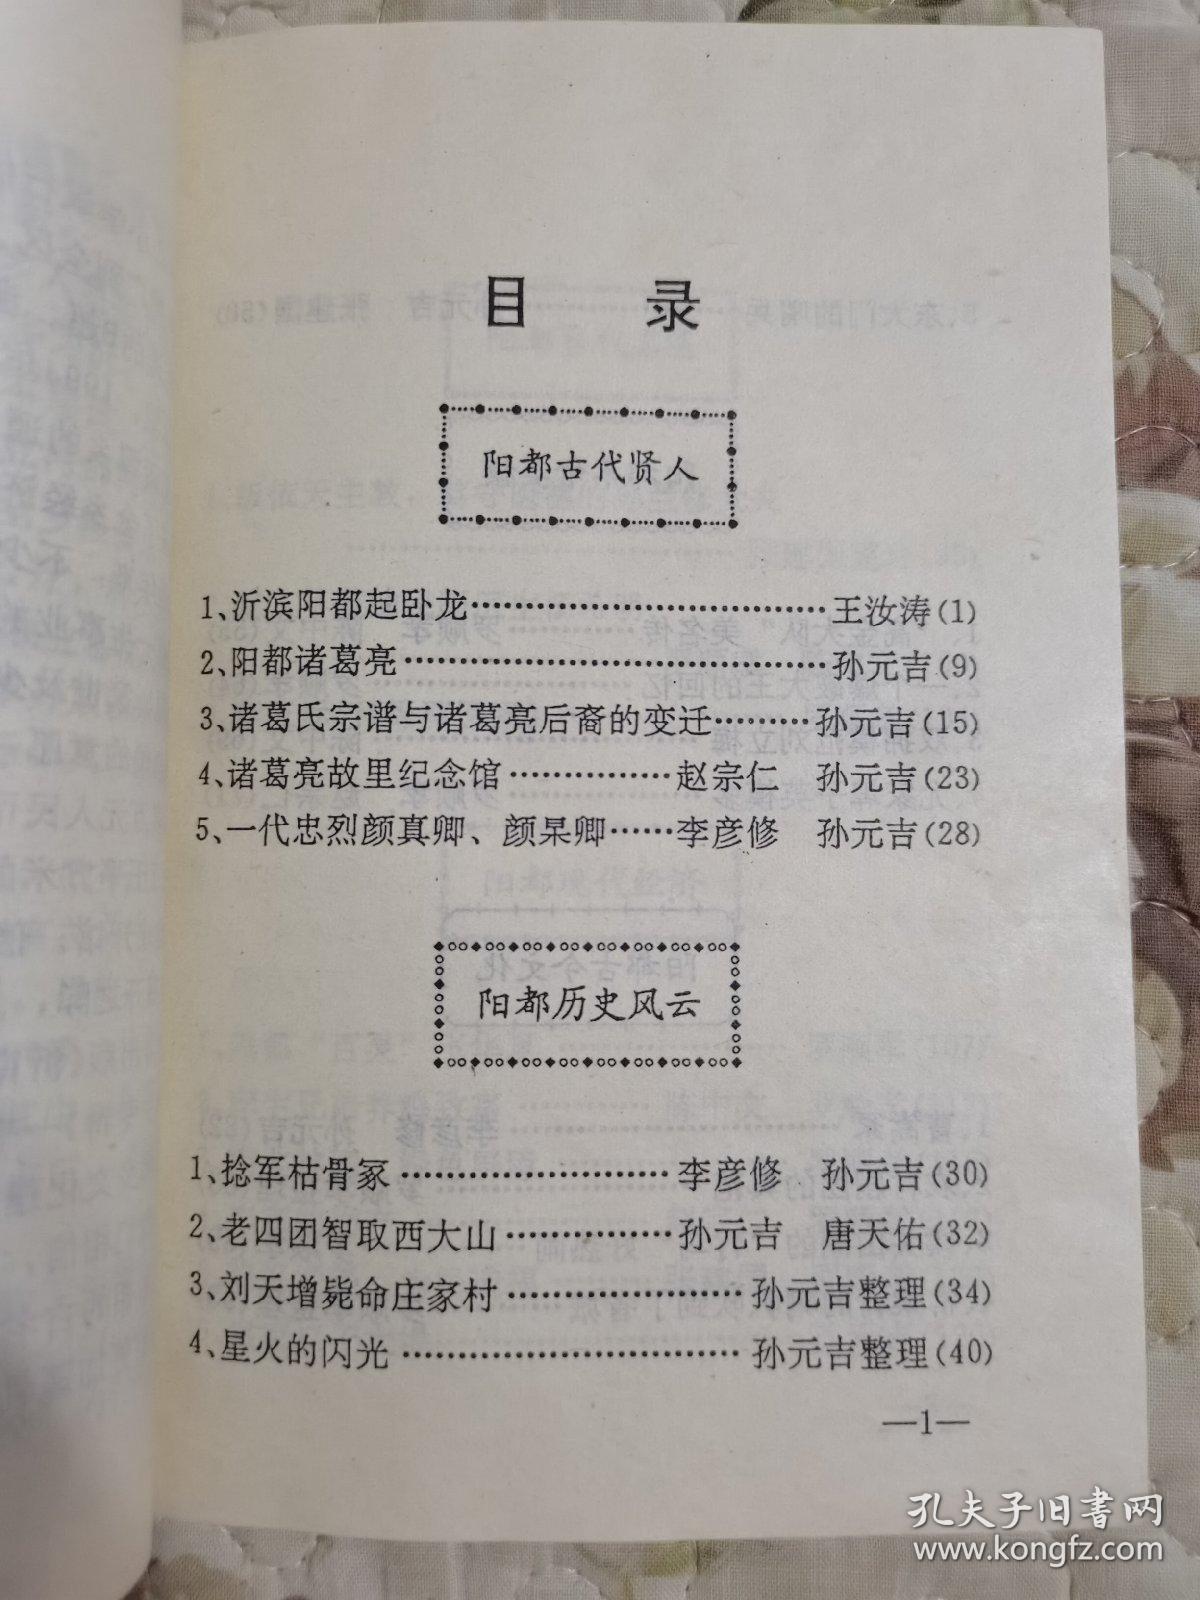 目 录
阳都古代贤人
1、沂滨阳都起卧龙……………………………王汝涛(1)
2、阳都诸葛亮…………………………………孙元吉(9)
3、诸葛氏宗谱与诸葛亮后裔的变迁………孙元吉(15)
4、诸葛亮故里纪念馆……………赵宗仁 孙元吉(23)
5、一代忠烈颜真卿、颜杲卿……李彦修 孙元吉(28)
阳都历史风云
1、捻军枯骨冢……………………李彦修 孙元吉(30)
2、老四团智取西大山……………孙元吉 唐天佑(32)
3、刘天增毙命庄家村…………………孙元吉整理(34)
4、星火的闪光…………………………孙元吉整理(40)
—1—
孔夫子旧书网
www.kongfz.com